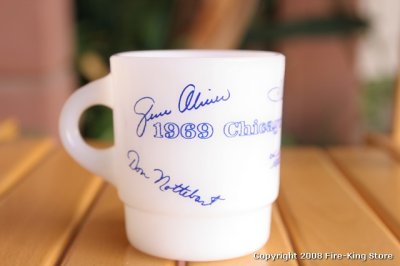 Gene Oliver
1969 Chicag
Don Nottebart
Copyright 2008 Fire-King Store